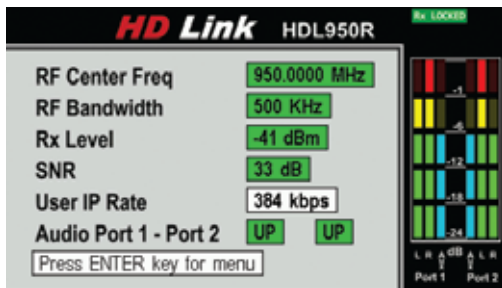 HD Link HDL950R
Rx LOCKED
RF Center Freq 950.0000 MHz
RF Bandwidth 500 KHz
Rx Level -41 dBm
SNR 33 dB
User IP Rate 384 kbps
Audio Port 1 - Port 2 UP UP
Press ENTER key for menu
-1
-6
-12
-18
-24
L R dB L R
Port 1 Port 2